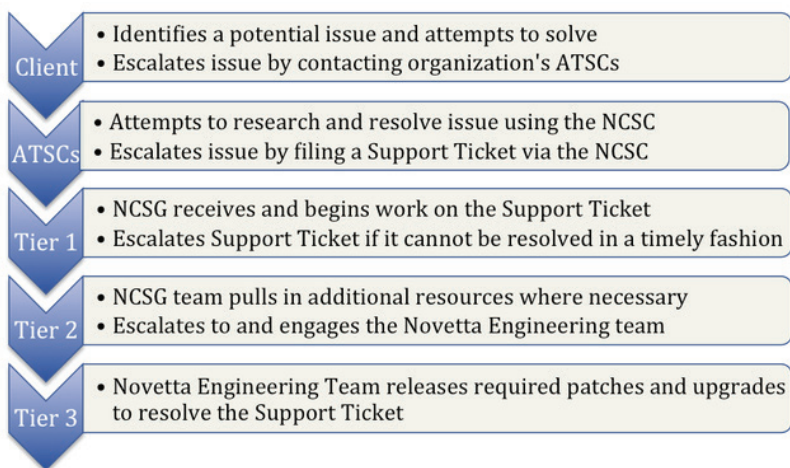 Client
• Identifies a potential issue and attempts to solve
• Escalates issue by contacting organization's ATSCs
ATSCs
• Attempts to research and resolve issue using the NCSC
• Escalates issue by filing a Support Ticket via the NCSC
Tier 1
• NCSG receives and begins work on the Support Ticket
• Escalates Support Ticket if it cannot be resolved in a timely fashion
Tier 2
• NCSG team pulls in additional resources where necessary
• Escalates to and engages the Novetta Engineering team
Tier 3
• Novetta Engineering Team releases required patches and upgrades
to resolve the Support Ticket